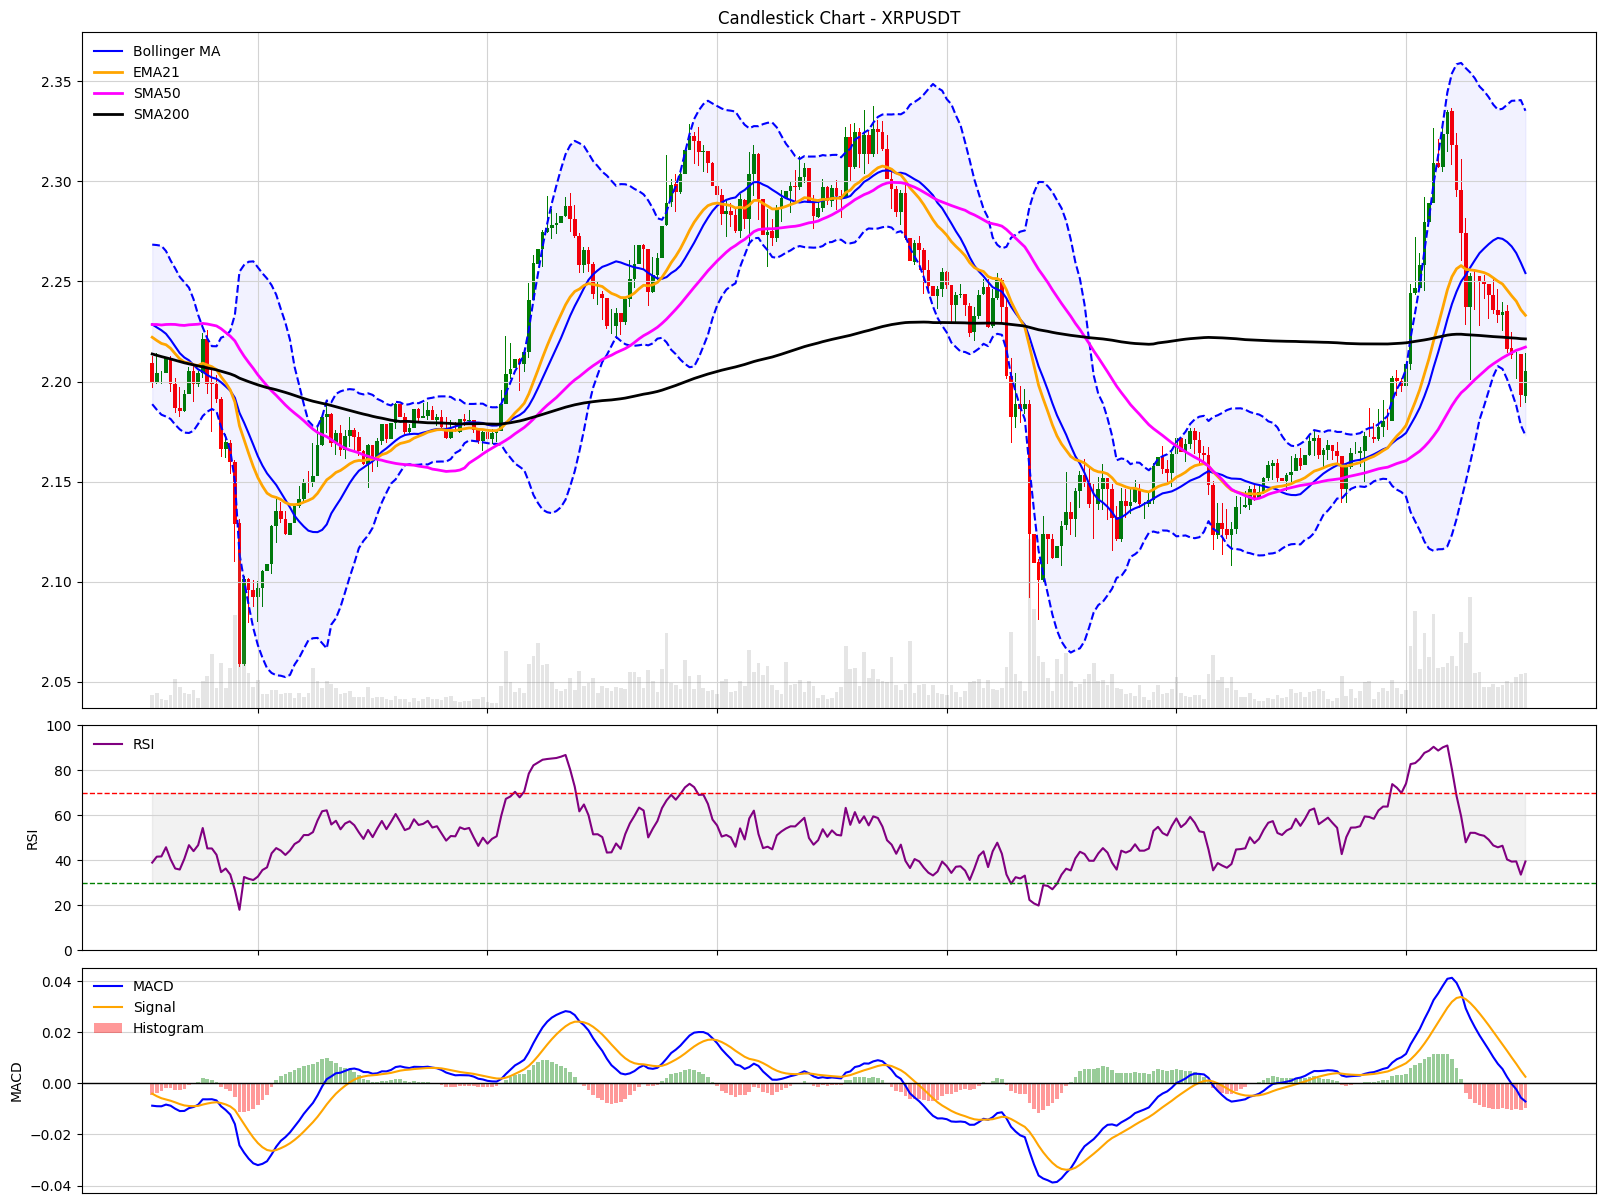 Candlestick Chart - XRPUSDT
Bollinger MA
EMA21
SMA50
SMA200
2.35
2.30
2.25
2.20
2.15
2.10
2.05
RSI
100
80
60
40
20
0
RSI
MACD
Signal
Histogram
0.04
0.02
0.00
−0.02
−0.04
MACD